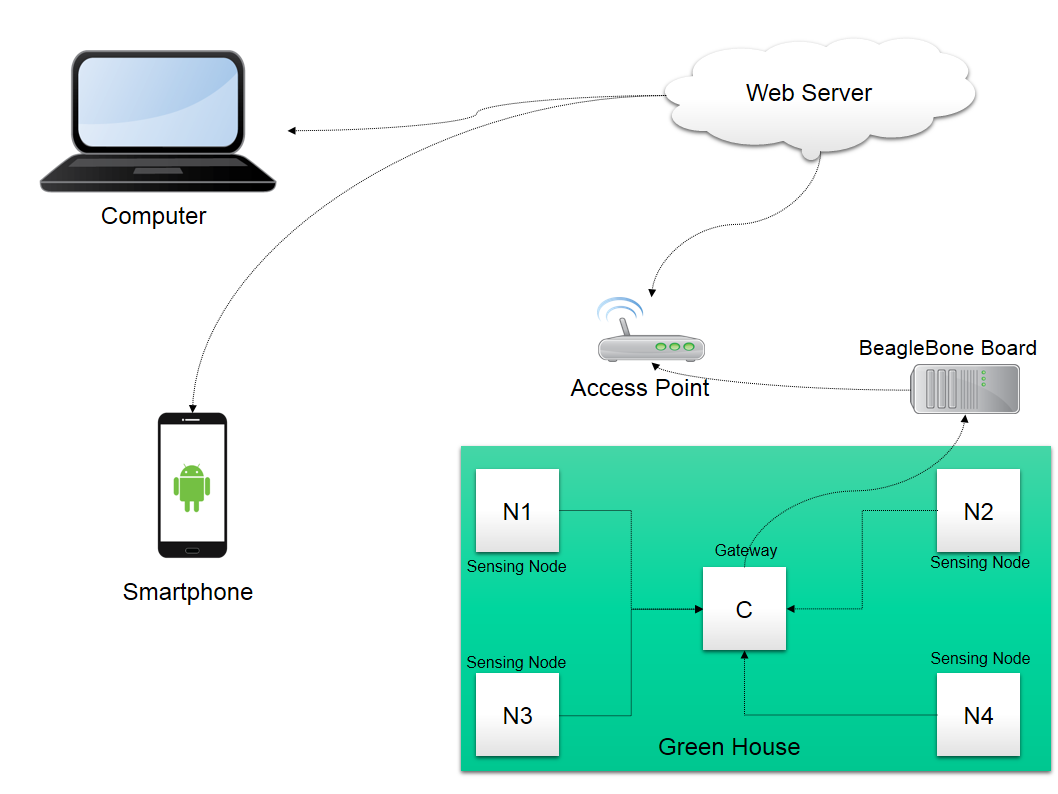 Web Server
Computer
BeagleBone Board
Access Point
N1
N2
Sensing Node
Gateway
Sensing Node
Smartphone
C
Sensing Node
Sensing Node
N3
N4
Green House